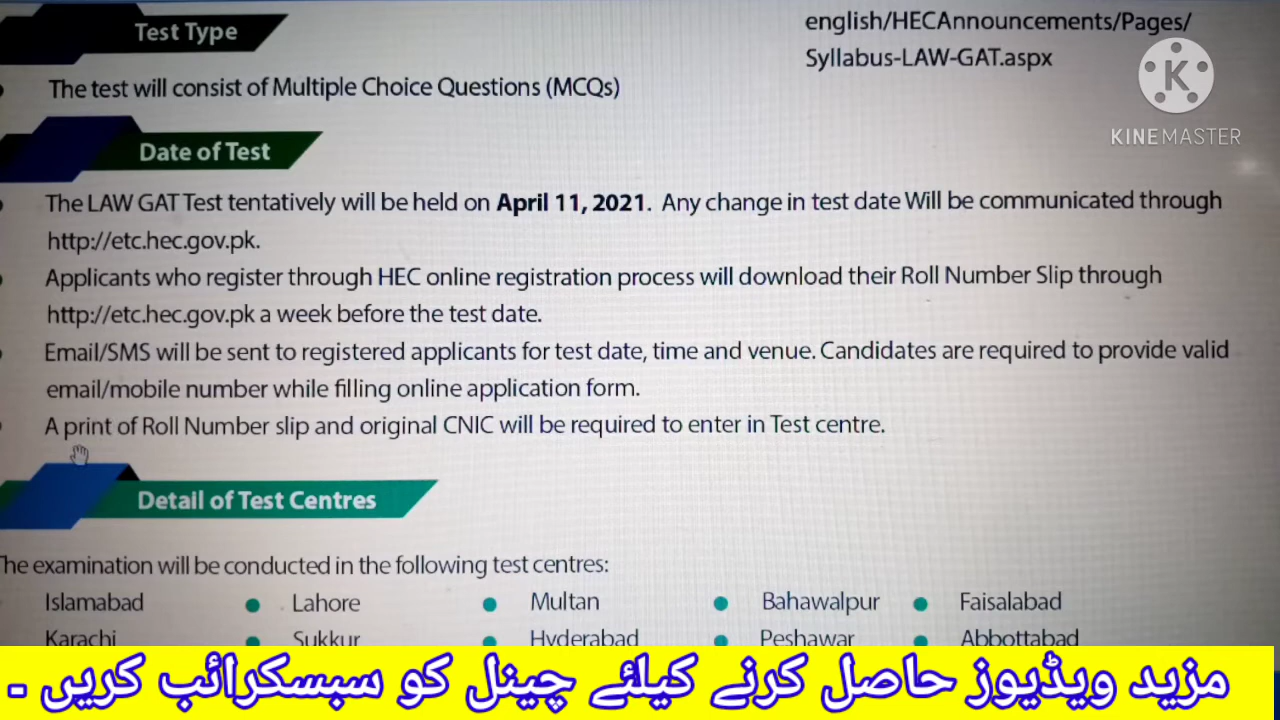 Test Type
english/HECAnnouncements/Pages/
Syllabus-LAW-GAT.aspx
K
KINEMASTER
The test will consist of Multiple Choice Questions (MCQs)
Date of Test
The LAW GAT Test tentatively will be held on April 11, 2021. Any change in test date Will be communicated through
http://etc.hec.gov.pk.
Applicants who register through HEC online registration process will download their Roll Number Slip through
http://etc.hec.gov.pk a week before the test date.
Email/SMS will be sent to registered applicants for test date, time and venue. Candidates are required to provide valid
email/mobile number while filling online application form.
A print of Roll Number slip and original CNIC will be required to enter in Test centre.
Detail of Test Centres
The examination will be conducted in the following test centres:
Islamabad Lahore Multan Bahawalpur Faisalabad
Karachi Sukkur Hyderabad Peshawar Abbottabad
مزید ویڈیوز حاصل کرنے کیلئے چینل کو سبسکرائب کریں ۔